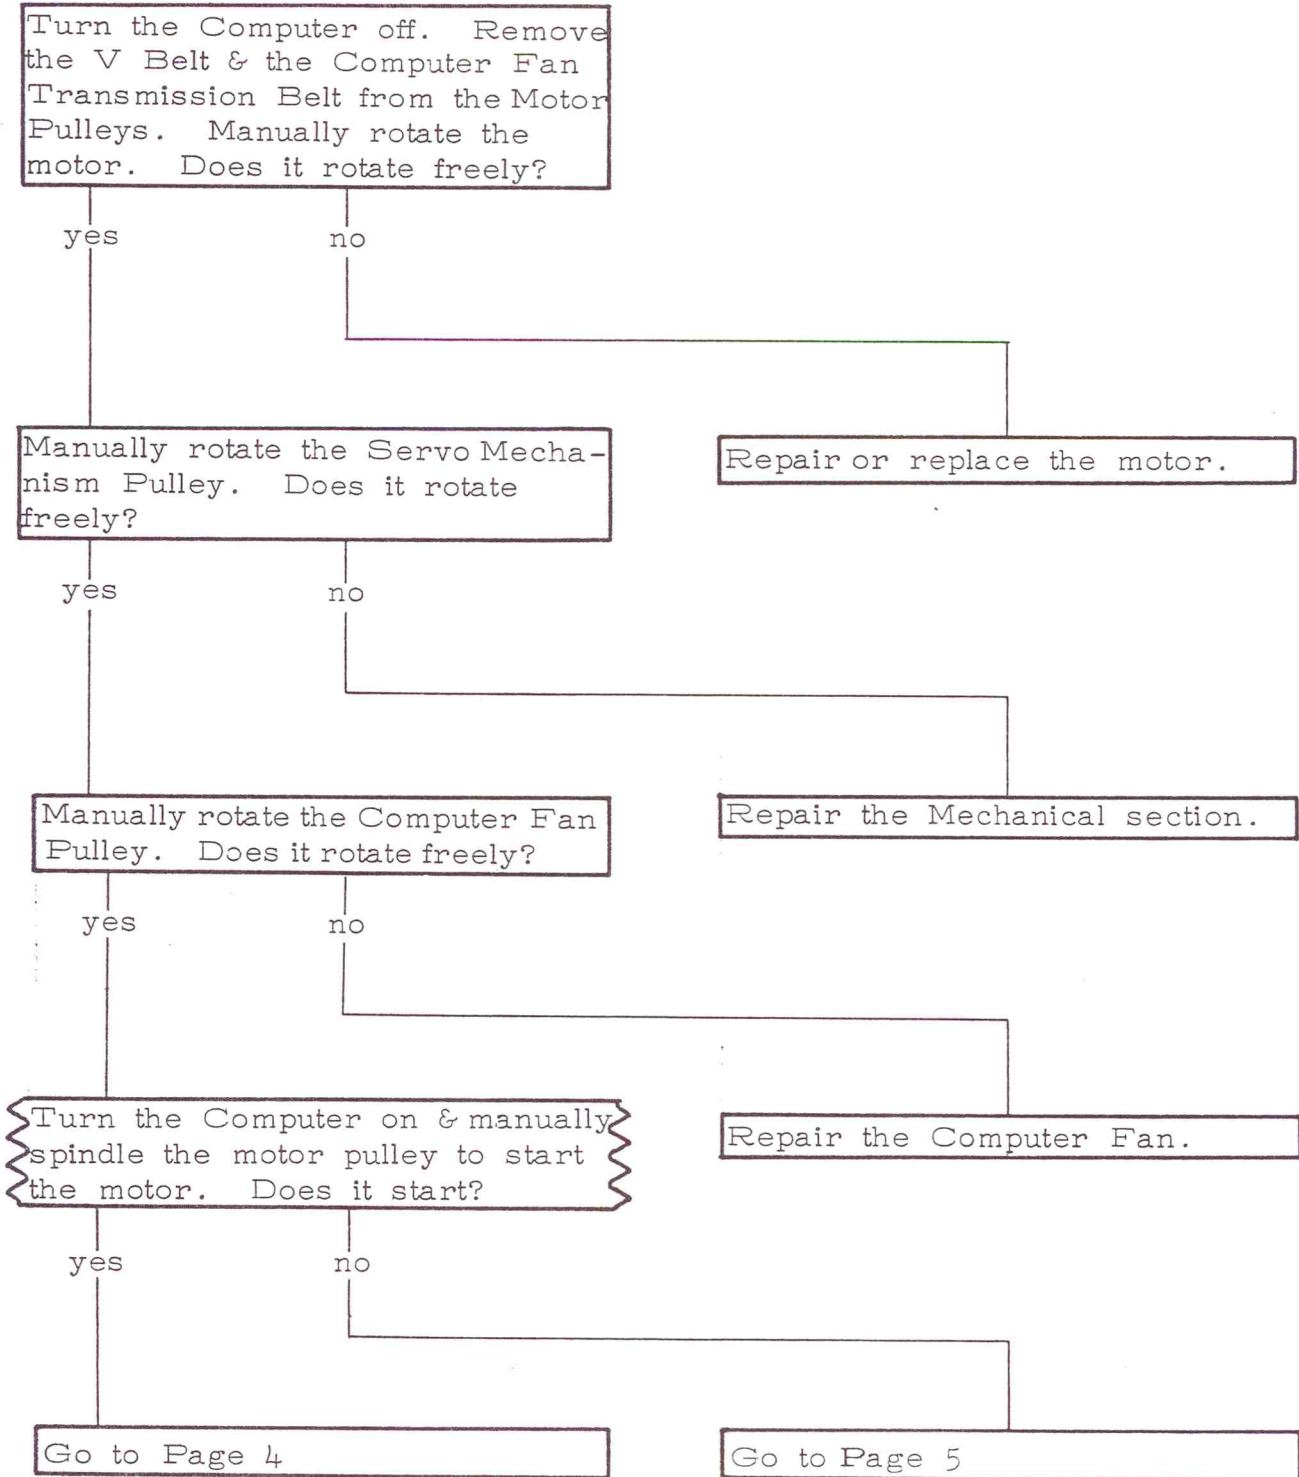 Turn the Computer off. Remove
the V Belt & the Computer Fan
Transmission Belt from the Motor
Pulleys. Manually rotate the
motor. Does it rotate freely?
yes
no
Manually rotate the Servo Mecha-
nism Pulley. Does it rotate
freely?
Repair or replace the motor.
yes
no
Manually rotate the Computer Fan
Pulley. Does it rotate freely?
Repair the Mechanical section.
yes
no
Turn the Computer on & manually
spindle the motor pulley to start
the motor. Does it start?
Repair the Computer Fan.
yes
no
Go to Page 4
Go to Page 5